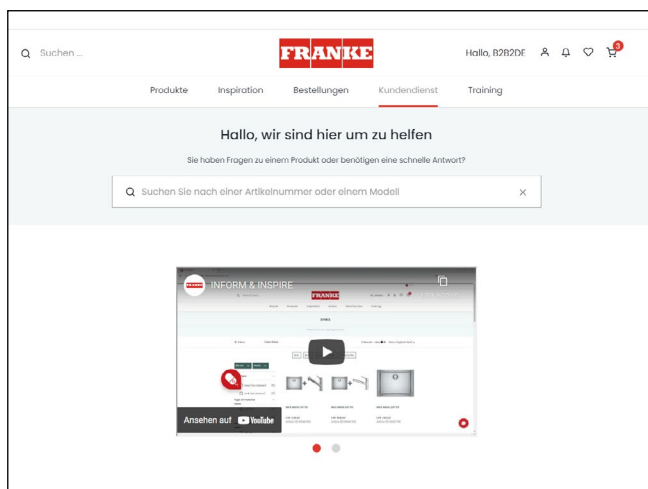 Suchen ...
FRANKE
Hallo, B2B2DE
3
Produkte
Inspiration
Bestellungen
Kundendienst
Training
Hallo, wir sind hier um zu helfen
Sie haben Fragen zu einem Produkt oder benötigen eine schnelle Antwort?
Suchen Sie nach einer Artikelnummer oder einem Modell
INFORM & INSPIRE
FRANKE
Ansehen auf YouTube